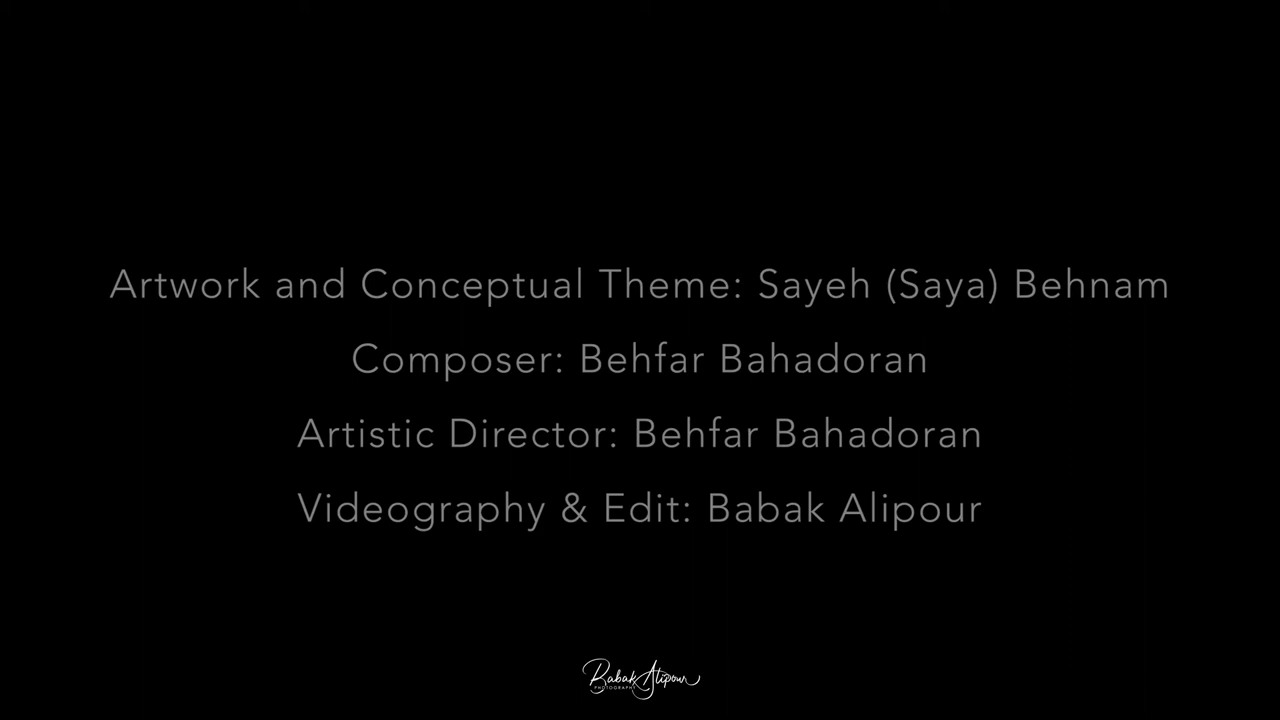 Artwork and Conceptual Theme: Sayeh (Saya) Behnam
Composer: Behfar Bahadoran
Artistic Director: Behfar Bahadoran
Videography & Edit: Babak Alipour
Babak Alipour
PHOTOGRAPHY